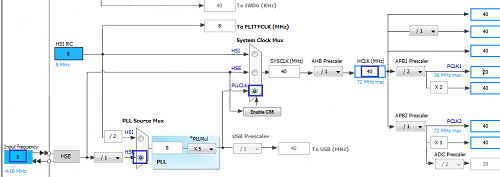 40
To IWDG (KHz)
8
To FLITFCLK (MHz)
HSI RC
8
8 MHz
System Clock Mux
HSI
HSE
PLLCLK
SYSCLK (MHz)
40
AHB Prescaler
/ 1
HCLK (MHz)
40
72 MHz max
Enable CSS
40
/ 1
40
40
APB1 Prescaler
/ 2
PCLK1
20
36 MHz max
X 2
40
APB2 Prescaler
/ 2
PCLK2
40
72 MHz max
X 1
40
ADC Prescaler
/ 2
20
PLL Source Mux
/ 2
HSI
HSE
8
*PLLMul
X 5
PLL
USB Prescaler
/ 1
40
To USB (MHz)
Input frequency
8
4-16 MHz
HSE
/ 1